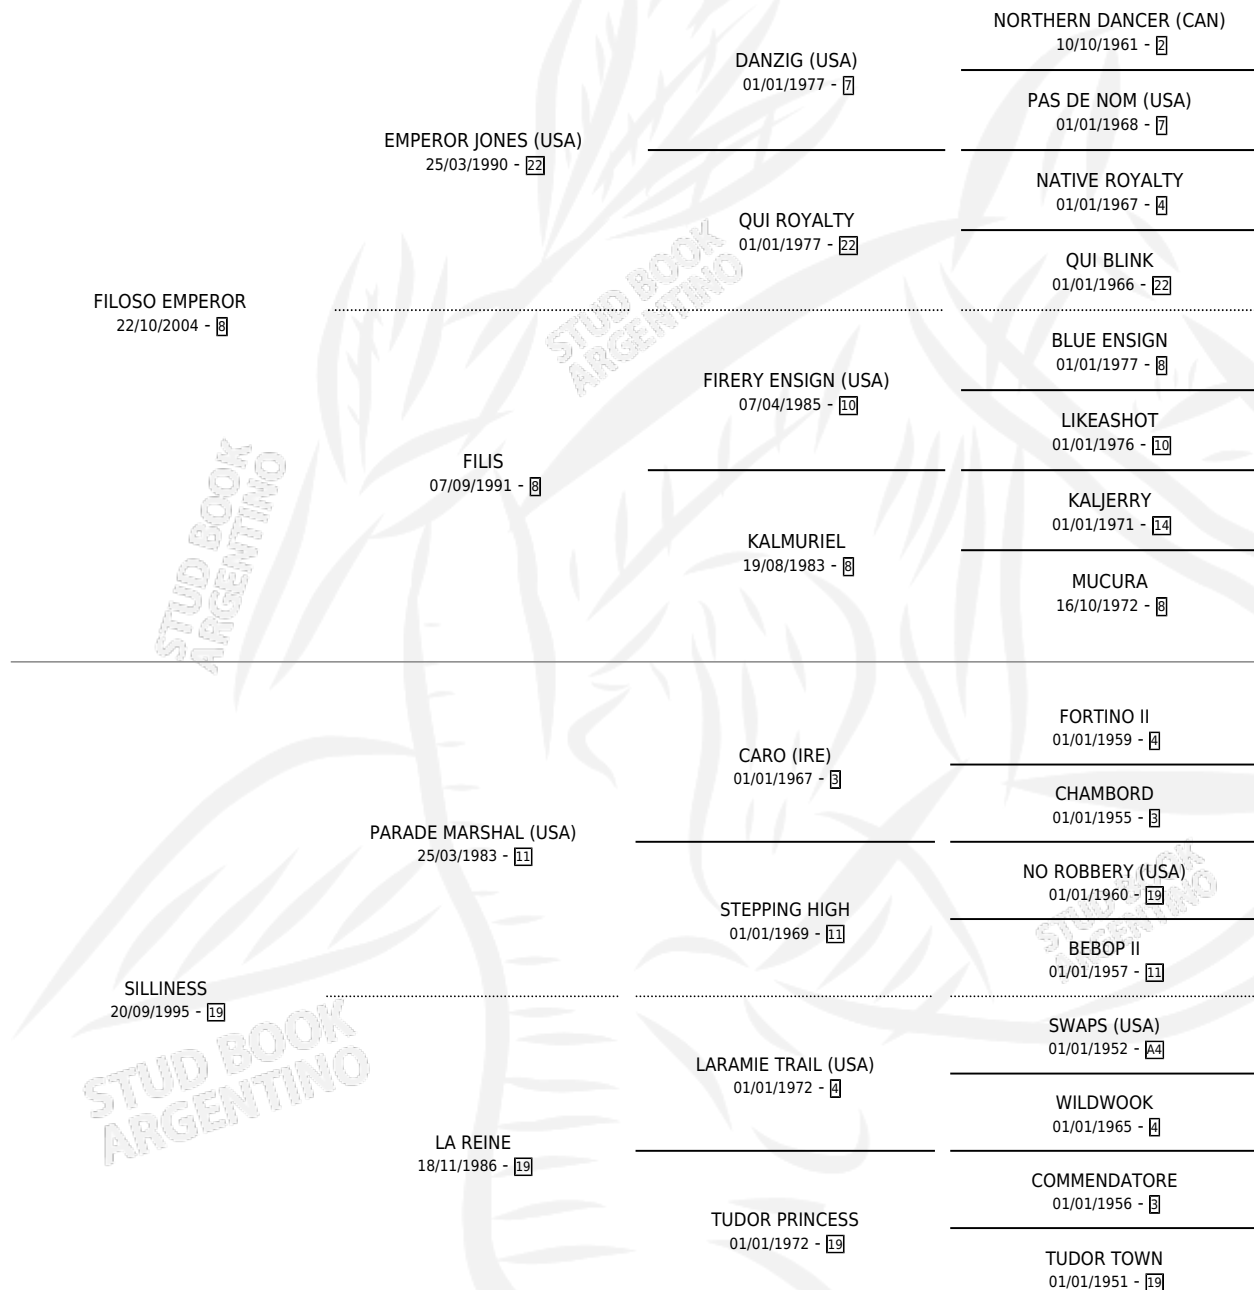 NORTHERN DANCER (CAN)
10/10/1961 - 2
DANZIG (USA)
01/01/1977 - 7
PAS DE NOM (USA)
01/01/1968 - 7
EMPEROR JONES (USA)
25/03/1990 - 22
NATIVE ROYALTY
01/01/1967 - 4
QUI ROYALTY
01/01/1977 - 22
QUI BLINK
01/01/1966 - 22
FILOSO EMPEROR
22/10/2004 - 8
BLUE ENSIGN
01/01/1977 - 8
FIRERY ENSIGN (USA)
07/04/1985 - 10
LIKEASHOT
01/01/1976 - 10
FILIS
07/09/1991 - 8
KALJERRY
01/01/1971 - 14
KALMURIEL
19/08/1983 - 8
MUCURA
16/10/1972 - 8
FORTINO II
01/01/1959 - 4
CARO (IRE)
01/01/1967 - 3
CHAMBORD
01/01/1955 - 3
PARADE MARSHAL (USA)
25/03/1983 - 11
NO ROBBERY (USA)
01/01/1960 - 19
STEPPING HIGH
01/01/1969 - 11
BEBOP II
01/01/1957 - 11
SILLINESS
20/09/1995 - 19
SWAPS (USA)
01/01/1952 - A4
LARAMIE TRAIL (USA)
01/01/1972 - 4
WILDWOOK
01/01/1965 - 4
LA REINE
18/11/1986 - 19
COMMENDATORE
01/01/1956 - 3
TUDOR PRINCESS
01/01/1972 - 19
TUDOR TOWN
01/01/1951 - 19
STUD BOOK
ARGENTINO
STUD BOOK
ARGENTINO
STUD BOOK
ARGENTINO
STUD BOOK
ARGENTINO